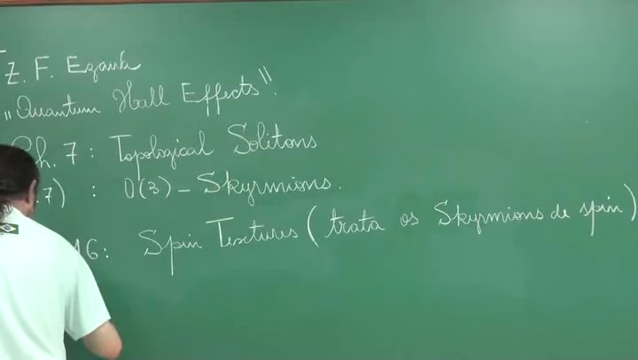 Z. F. Ezawa
"Quantum Hall Effects".
Ch. 7: Topological Solitons
7) : O(3) - Skyrmions.
16: Spin Textures (trata os Skyrmions de spin)